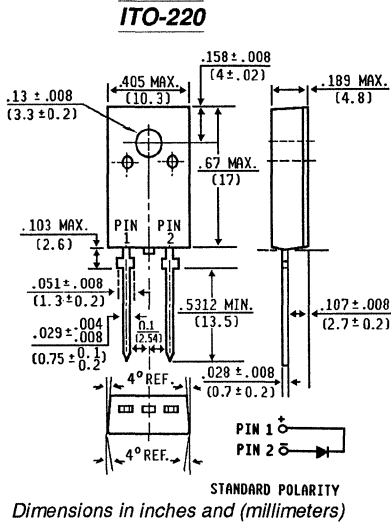 ITO-220
.158±.008
(4±.02)
.405 MAX.
(10.3)
.189 MAX.
(4.8)
.13±.008
(3.3±0.2)
.67 MAX.
(17)
.103 MAX.
(2.6)
PIN 1
PIN 2
.051±.008
(1.3±0.2)
.5312 MIN.
(13.5)
.107±.008
(2.7±0.2)
.029±.004 .008
(0.75±0.1 0.2)
0.1
(2.54)
.028±.008
(0.7±0.2)
4° REF.
4° REF.
PIN 1 +
PIN 2 −
STANDARD POLARITY
Dimensions in inches and (millimeters)